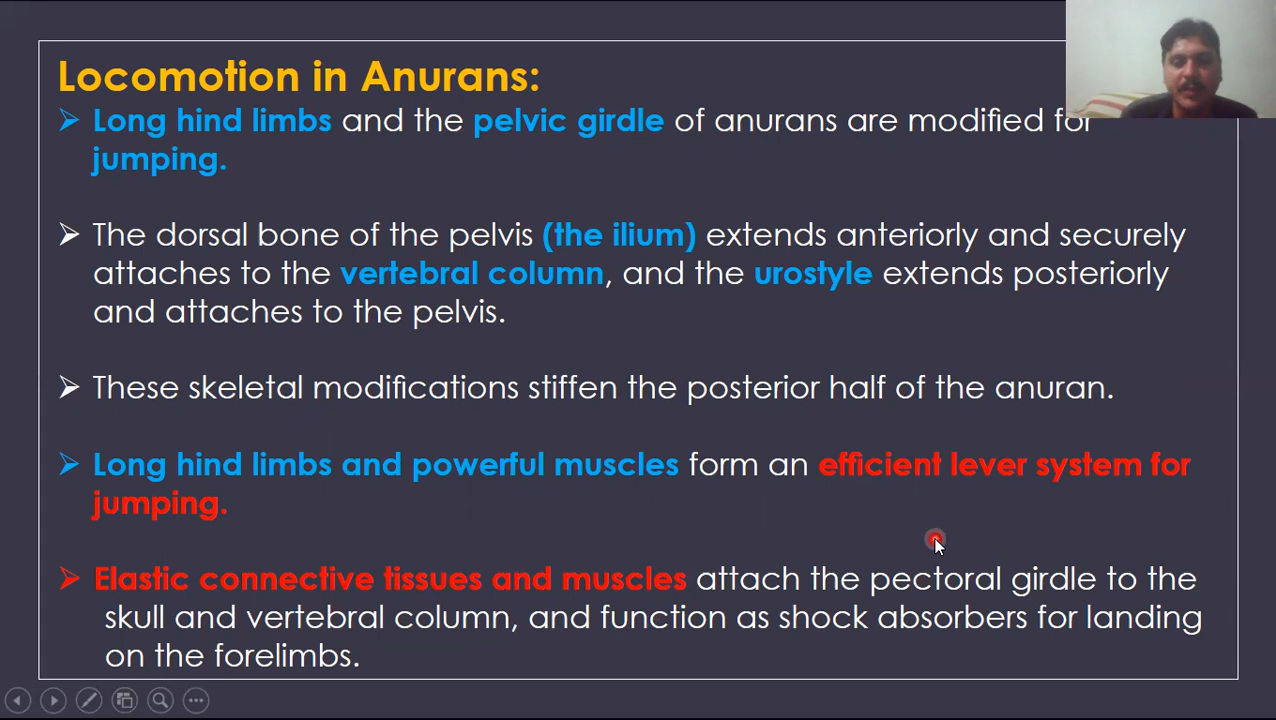 Locomotion in Anurans:
➢ Long hind limbs and the pelvic girdle of anurans are modified for
jumping.
➢ The dorsal bone of the pelvis (the ilium) extends anteriorly and securely
attaches to the vertebral column, and the urostyle extends posteriorly
and attaches to the pelvis.
➢ These skeletal modifications stiffen the posterior half of the anuran.
➢ Long hind limbs and powerful muscles form an efficient lever system for
jumping.
➢ Elastic connective tissues and muscles attach the pectoral girdle to the
skull and vertebral column, and function as shock absorbers for landing
on the forelimbs.